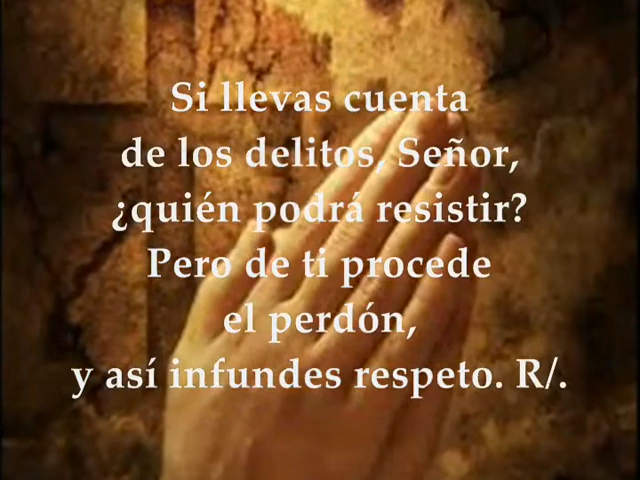 Si llevas cuenta
de los delitos, Señor,
¿quién podrá resistir?
Pero de ti procede
el perdón,
y así infundes respeto. R/.